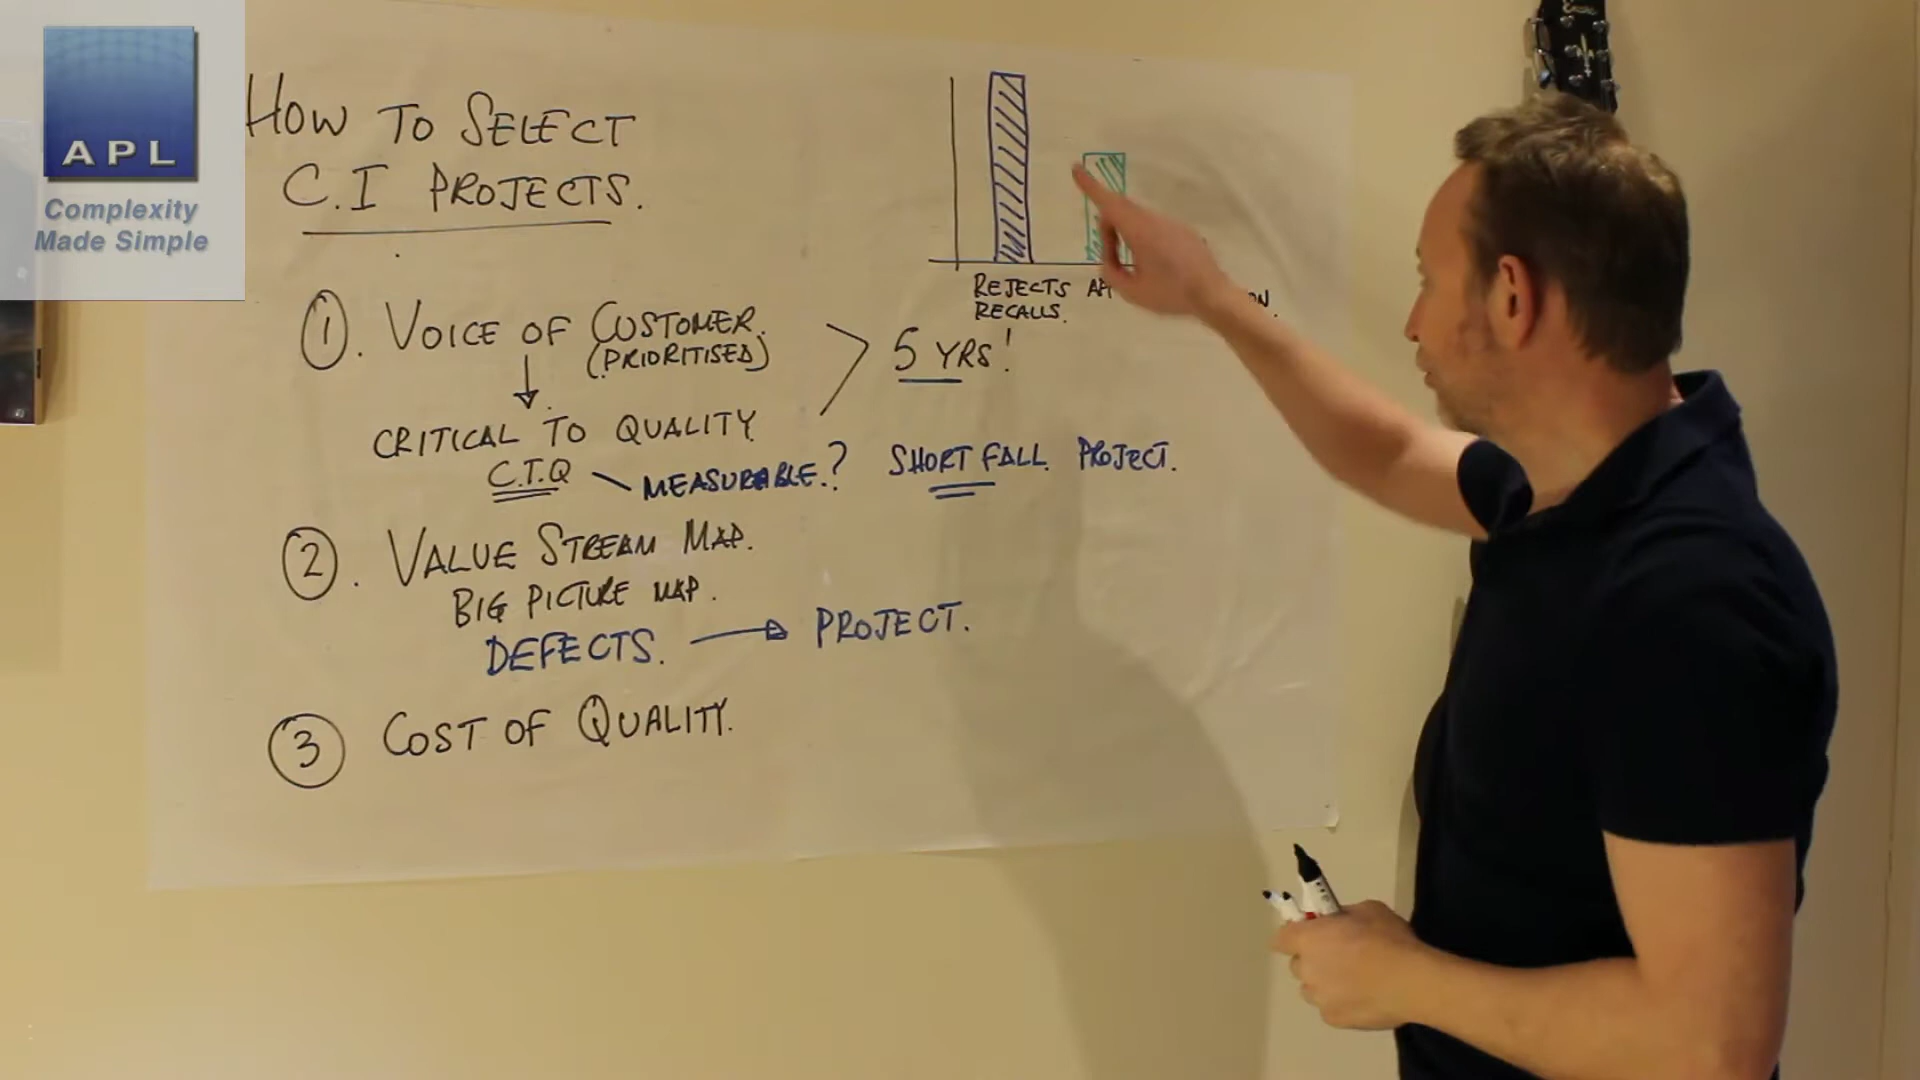 APL
Complexity
Made Simple
HOW TO SELECT
C.I PROJECTS.
REJECTS
RECALLS.
1. VOICE OF CUSTOMER.
(PRIORITISED)
5 YRS!
CRITICAL TO QUALITY
C.T.Q
MEASURABLE.?
SHORT FALL. PROJECT.
2. VALUE STREAM MAP.
BIG PICTURE MAP.
DEFECTS. → PROJECT.
3 COST OF QUALITY.